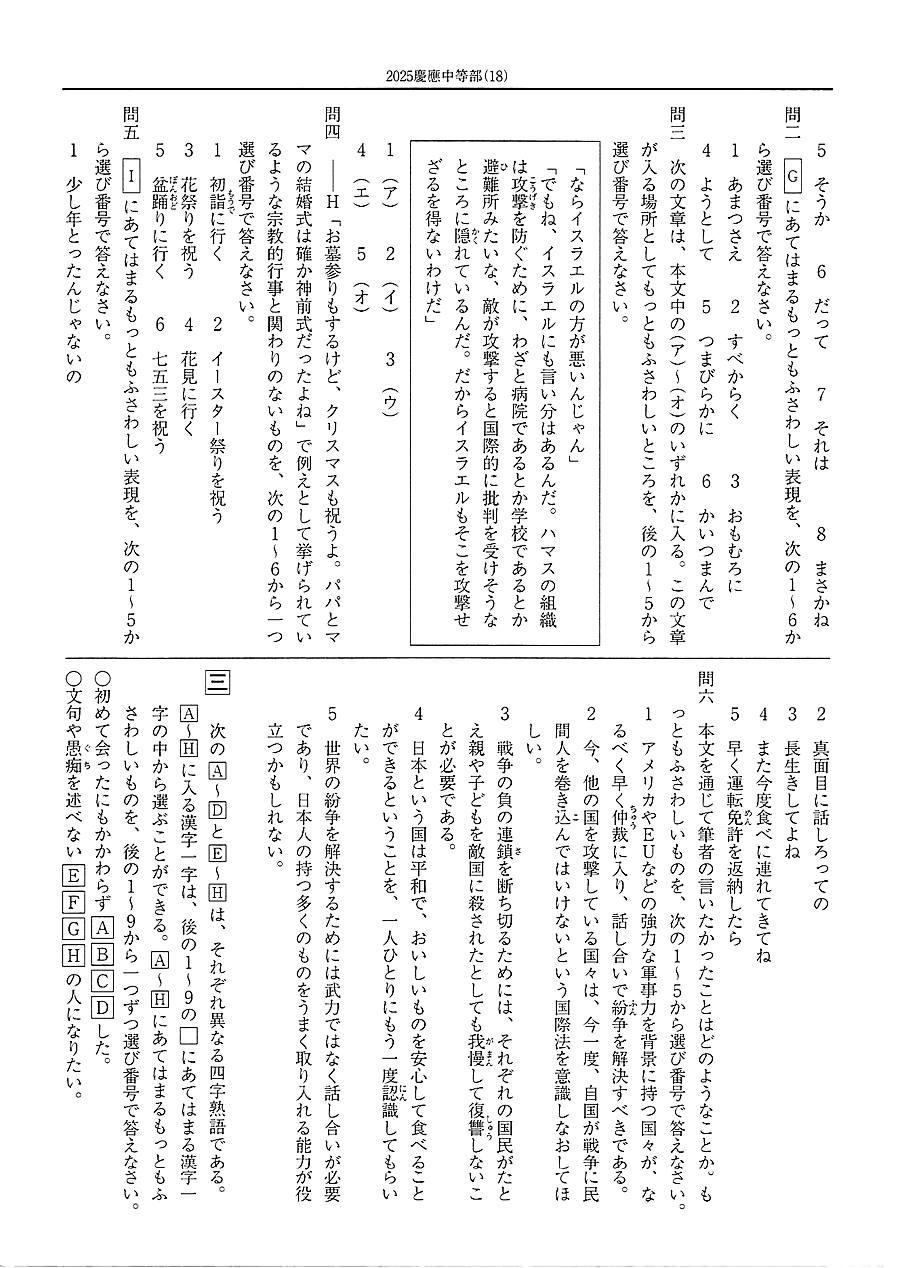 2025慶應中等部(18)
5 そうか 6 だって 7 それは 8 まさかね
問二 G にあてはまるもっともふさわしい表現を、次の1〜6か
ら選び番号で答えなさい。
1 あまつさえ 2 すべからく 3 おもむろに
4 ようとして 5 つまびらかに 6 かいつまんで
問三 次の文章は、本文中の(ア)〜(オ)のいずれかに入る。この文章
が入る場所としてもっともふさわしいところを、後の1〜5から
選び番号で答えなさい。
「ならイスラエルの方が悪いんじゃん」
「でもね、イスラエルにも言い分はあるんだ。ハマスの組織
は攻撃を防ぐために、わざと病院であるとか学校であるとか
避難所みたいな、敵が攻撃すると国際的に批判を受けそうな
ところに隠れているんだ。だからイスラエルもそこを攻撃せ
ざるを得ないわけだ」
1 (ア) 2 (イ) 3 (ウ)
4 (エ) 5 (オ)
問四 ――H「お墓参りもするけど、クリスマスも祝うよ。パパとマ
マの結婚式は確か神前式だったよね」で例えとして挙げられてい
るような宗教的行事と関わりのないものを、次の1〜6から一つ
選び番号で答えなさい。
1 初詣に行く 2 イースター祭りを祝う
3 花祭りを祝う 4 花見に行く
5 盆踊りに行く 6 七五三を祝う
問五 I にあてはまるもっともふさわしい表現を、次の1〜5か
ら選び番号で答えなさい。
1 少し年とったんじゃないの
2 真面目に話しろっての
3 長生きしてよね
4 また今度食べに連れてきてね
5 早く運転免許を返納したら
問六 本文を通じて筆者の言いたかったことはどのようなことか。も
っともふさわしいものを、次の1〜5から選び番号で答えなさい。
1 アメリカやEUなどの強力な軍事力を背景に持つ国々が、な
るべく早く仲裁に入り、話し合いで紛争を解決すべきである。
2 今、他の国を攻撃している国々は、今一度、自国が戦争に民
間人を巻き込んではいけないという国際法を意識しなおしてほ
しい。
3 戦争の負の連鎖を断ち切るためには、それぞれの国民がたと
え親や子どもを敵国に殺されたとしても我慢して復讐しないこ
とが必要である。
4 日本という国は平和で、おいしいものを安心して食べること
ができるということを、一人ひとりにもう一度認識してもらい
たい。
5 世界の紛争を解決するためには武力ではなく話し合いが必要
であり、日本人の持つ多くのものをうまく取り入れる能力が役
立つかもしれない。
三 次のA〜DとE〜Hは、それぞれ異なる四字熟語である。
A〜Hに入る漢字一字は、後の1〜9の□にあてはまる漢字一
字の中から選ぶことができる。A〜Hにあてはまるもっともふ
さわしいものを、後の1〜9から一つずつ選び番号で答えなさい。
○初めて会ったにもかかわらずABCDした。
○文句や愚痴を述べないEFGHの人になりたい。